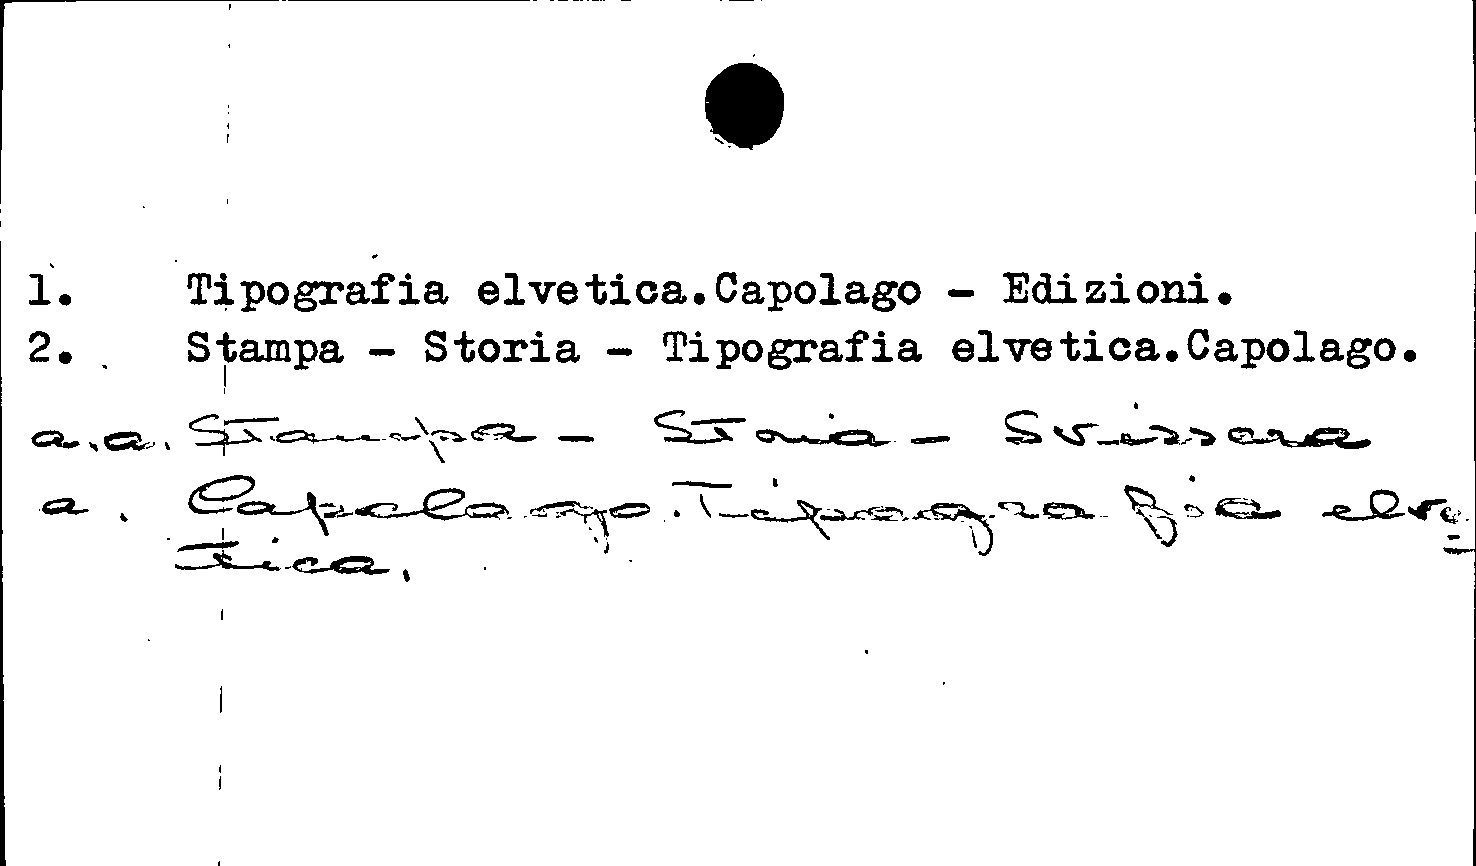 1. Tipografia elvetica.Capolago - Edizioni.
2. Stampa - Storia - Tipografia elvetica.Capolago.
a.a. Stampa - Storia - Svizzera
a. Capolago.Tipografia elve=
tica.